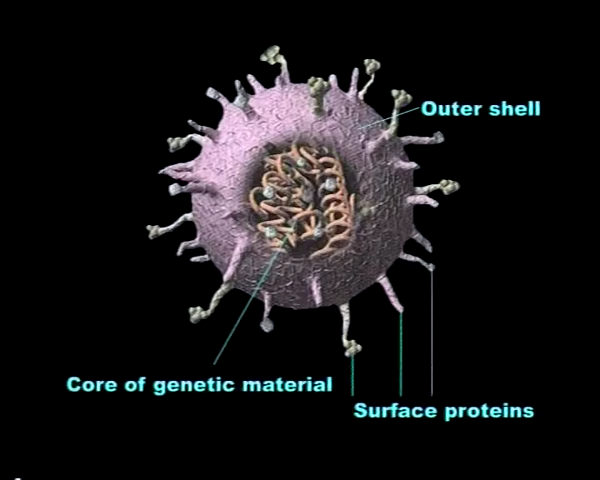 Outer shell
Core of genetic material
Surface proteins